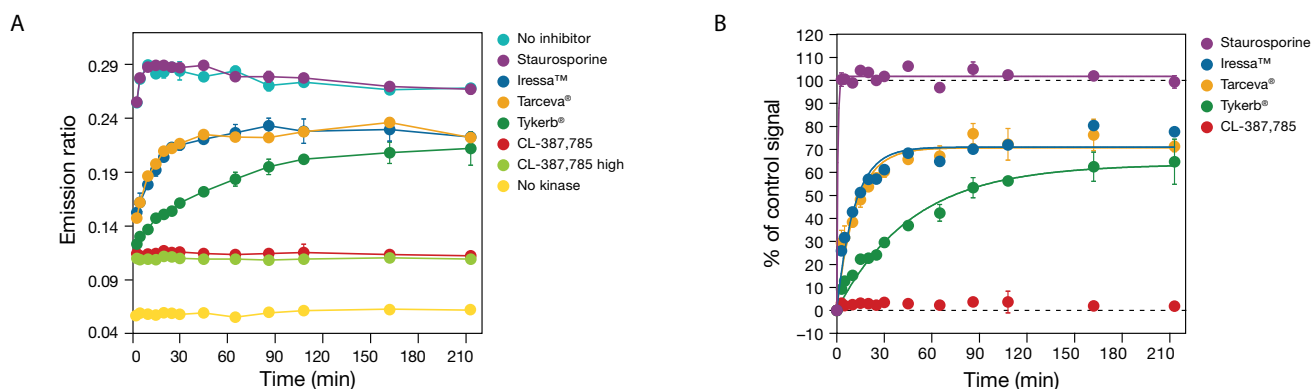 A
Emission ratio
0.29
0.24
0.19
0.14
0.09
0.04
0 30 60 90 120 150 180 210
Time (min)
No inhibitor
Staurosporine
Iressa™
Tarceva®
Tykerb®
CL-387,785
CL-387,785 high
No kinase
B
% of control signal
120
110
100
90
80
70
60
50
40
30
20
10
0
−10
0 30 60 90 120 150 180 210
Time (min)
Staurosporine
Iressa™
Tarceva®
Tykerb®
CL-387,785